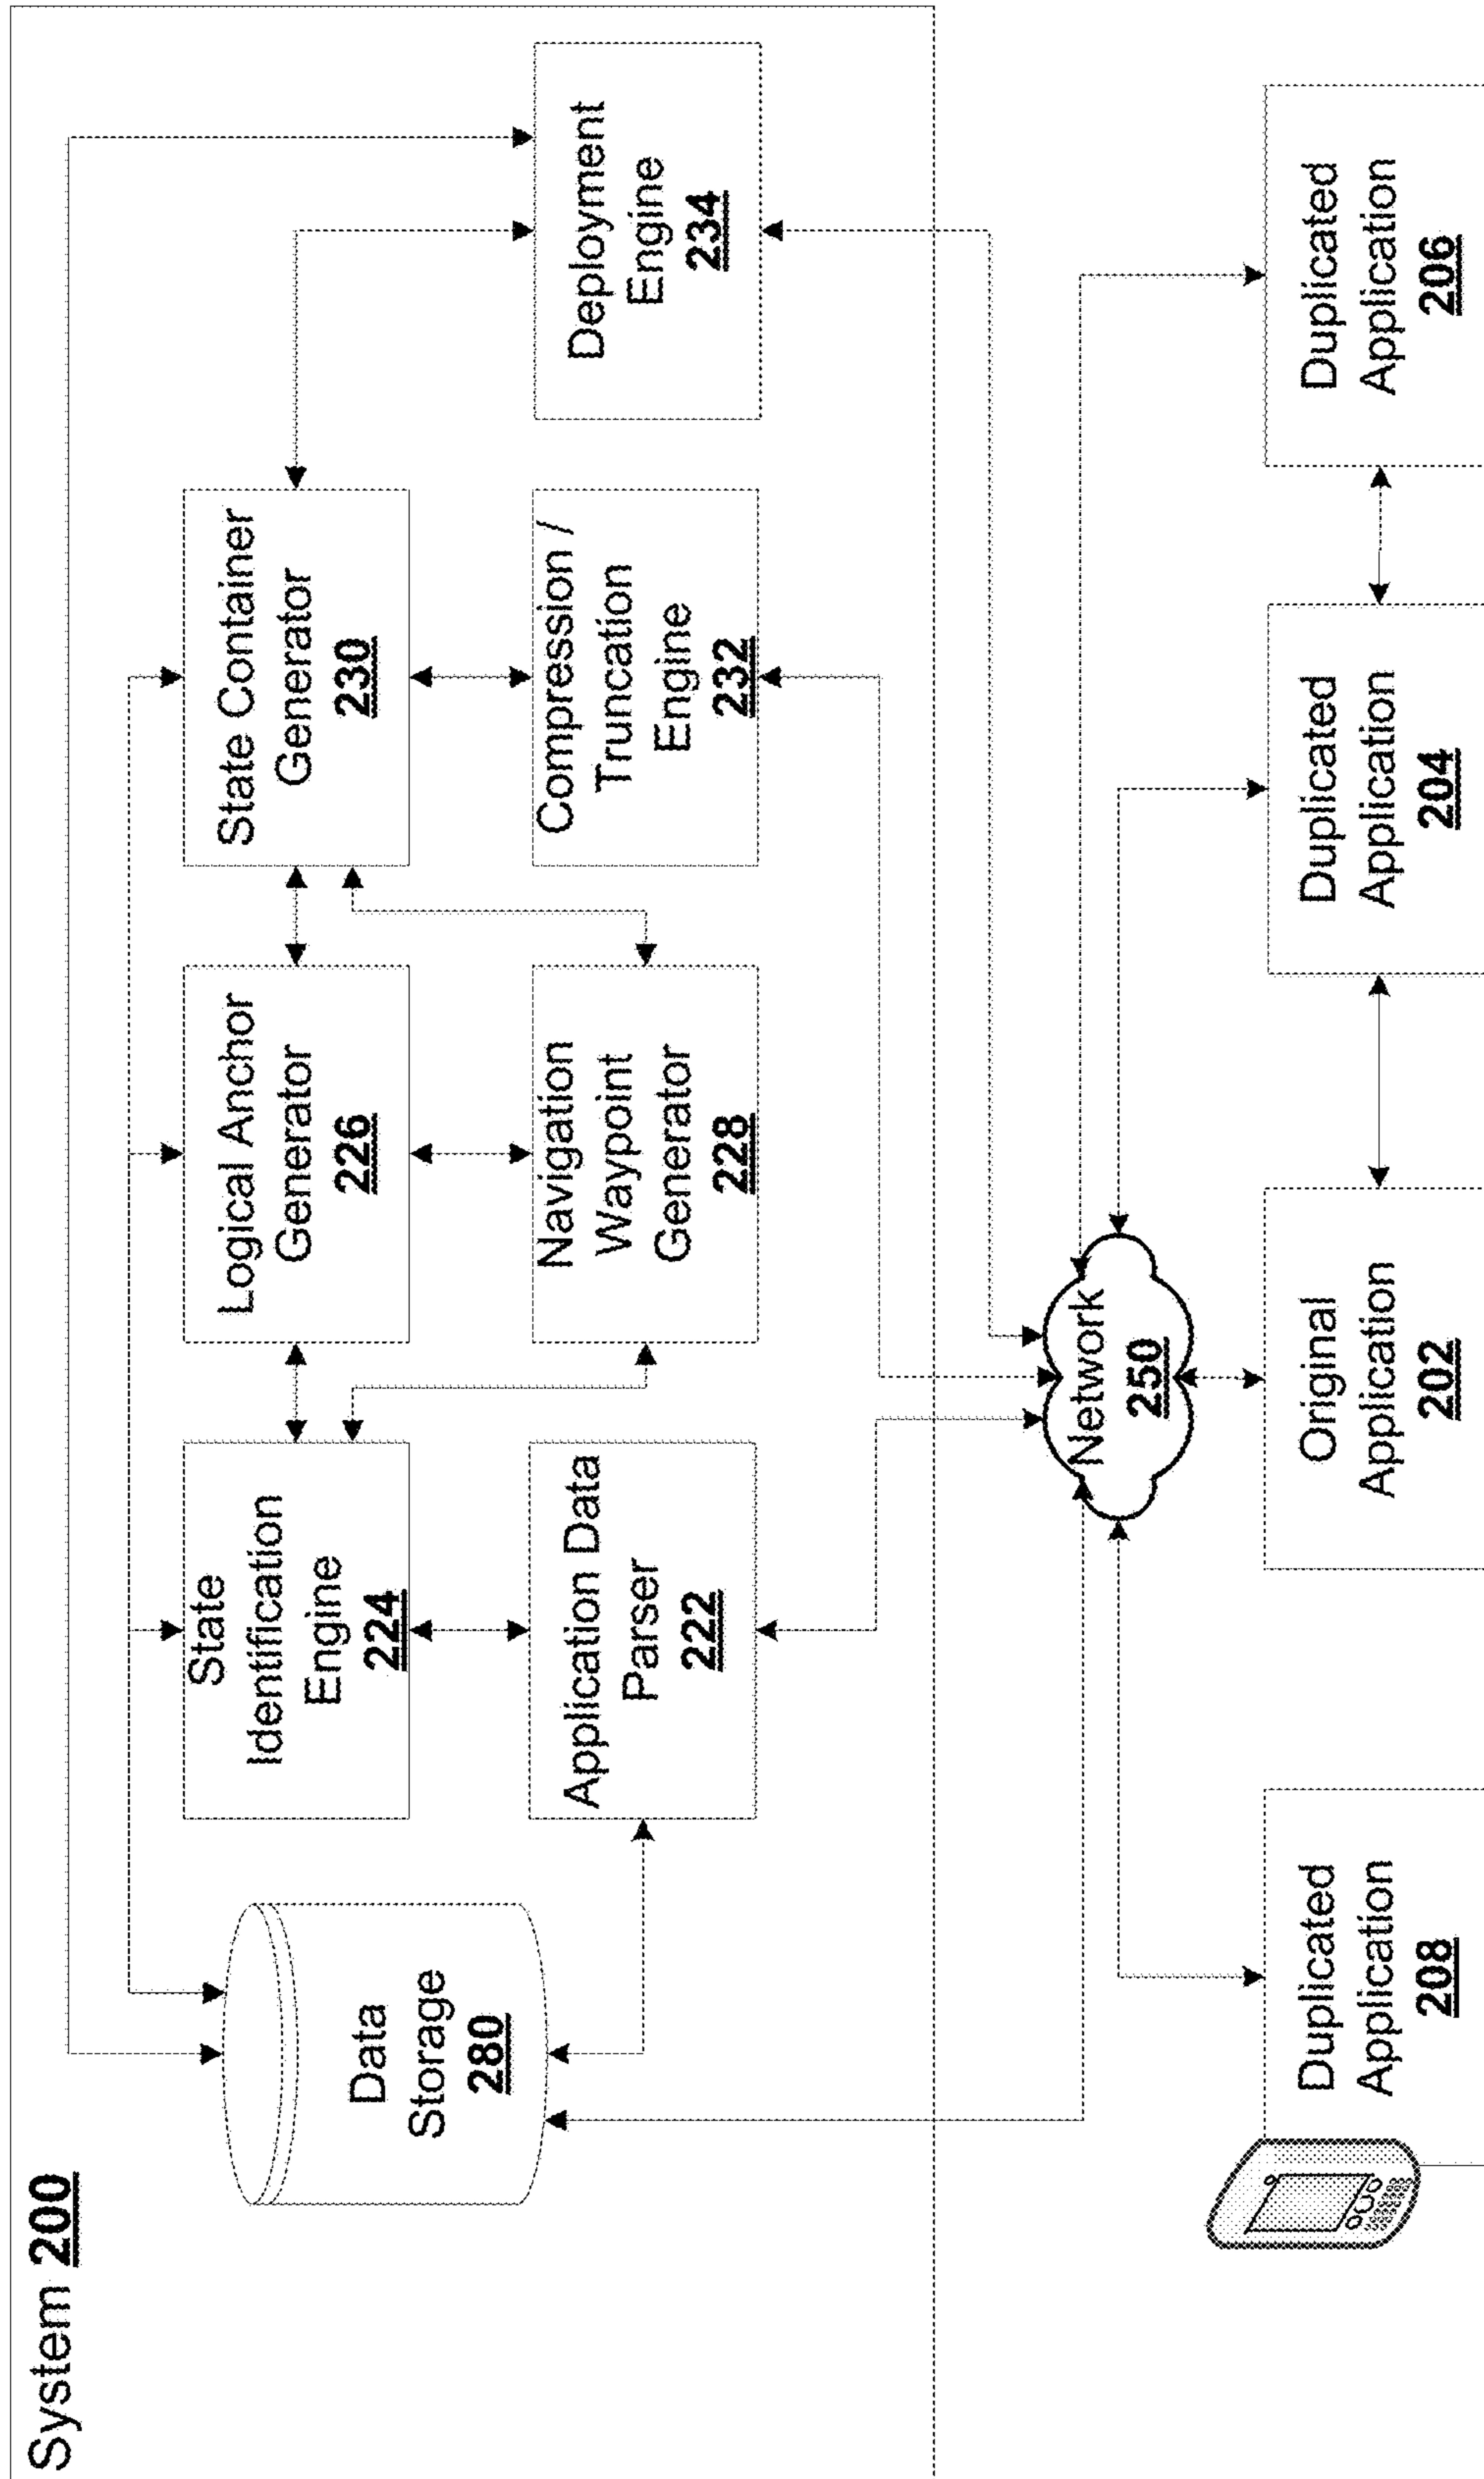 System 200
Data
Storage
280
State
Identification
Engine
224
Logical Anchor
Generator
226
State Container
Generator
230
Application Data
Parser
222
Navigation
Waypoint
Generator
228
Compression /
Truncation
Engine
232
Deployment
Engine
234
Network
250
Duplicated
Application
208
Original
Application
202
Duplicated
Application
204
Duplicated
Application
206